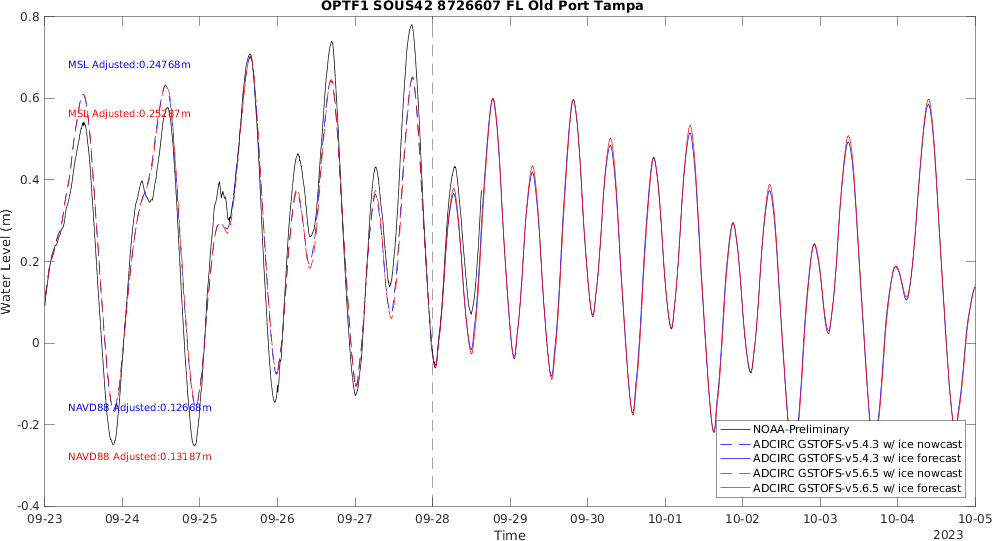 OPTF1 SOUS42 8726607 FL Old Port Tampa
0.8
0.6
0.4
0.2
0
-0.2
-0.4
Water Level (m)
MSL Adjusted:0.24768m
MSL Adjusted:0.25287m
NAVD88 Adjusted:0.12668m
NAVD88 Adjusted:0.13187m
NOAA-Preliminary
ADCIRC GSTOFS-v5.4.3 w/ ice nowcast
ADCIRC GSTOFS-v5.4.3 w/ ice forecast
ADCIRC GSTOFS-v5.6.5 w/ ice nowcast
ADCIRC GSTOFS-v5.6.5 w/ ice forecast
09-23 09-24 09-25 09-26 09-27 09-28 09-29 09-30 10-01 10-02 10-03 10-04 10-05
Time
2023